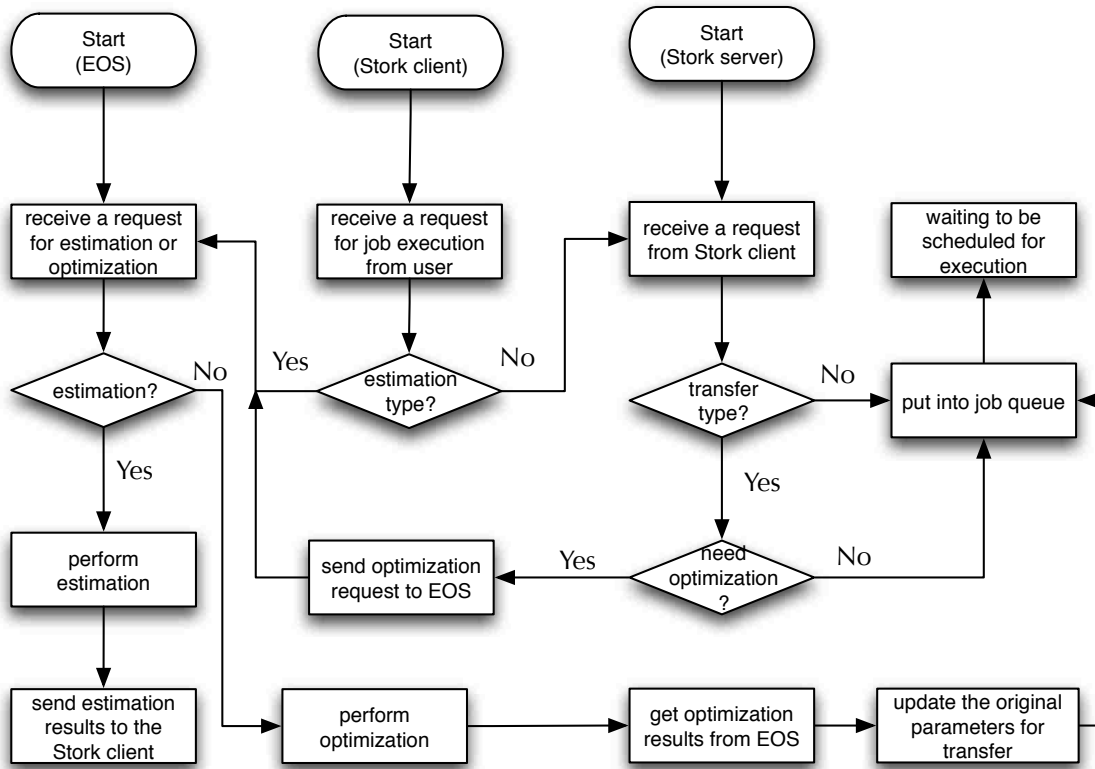 Start
(EOS)
Start
(Stork client)
Start
(Stork server)
receive a request
for estimation or
optimization
receive a request
for job execution
from user
receive a request
from Stork client
waiting to be
scheduled for
execution
estimation?
No
Yes
estimation
type?
No
transfer
type?
No
put into job queue
Yes
Yes
perform
estimation
send optimization
request to EOS
Yes
need
optimization
?
No
send estimation
results to the
Stork client
perform
optimization
get optimization
results from EOS
update the original
parameters for
transfer